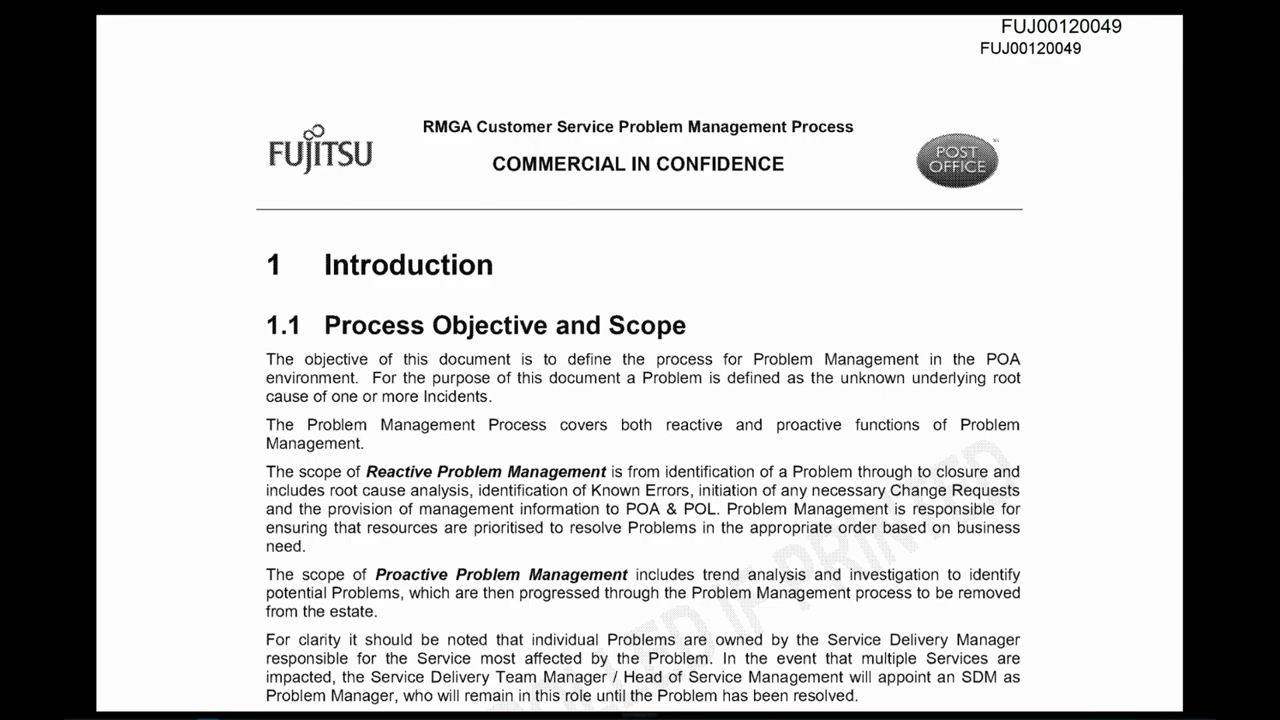 FUJ00120049
FUJ00120049
RMGA Customer Service Problem Management Process
FUJITSU
COMMERCIAL IN CONFIDENCE
POST
OFFICE
1 Introduction
1.1 Process Objective and Scope
The objective of this document is to define the process for Problem Management in the POA
environment. For the purpose of this document a Problem is defined as the unknown underlying root
cause of one or more Incidents.
The Problem Management Process covers both reactive and proactive functions of Problem
Management.
The scope of Reactive Problem Management is from identification of a Problem through to closure and
includes root cause analysis, identification of Known Errors, initiation of any necessary Change Requests
and the provision of management information to POA & POL. Problem Management is responsible for
ensuring that resources are prioritised to resolve Problems in the appropriate order based on business
need.
The scope of Proactive Problem Management includes trend analysis and investigation to identify
potential Problems, which are then progressed through the Problem Management process to be removed
from the estate.
For clarity it should be noted that individual Problems are owned by the Service Delivery Manager
responsible for the Service most affected by the Problem. In the event that multiple Services are
impacted, the Service Delivery Team Manager / Head of Service Management will appoint an SDM as
Problem Manager, who will remain in this role until the Problem has been resolved.
IF PRINTED